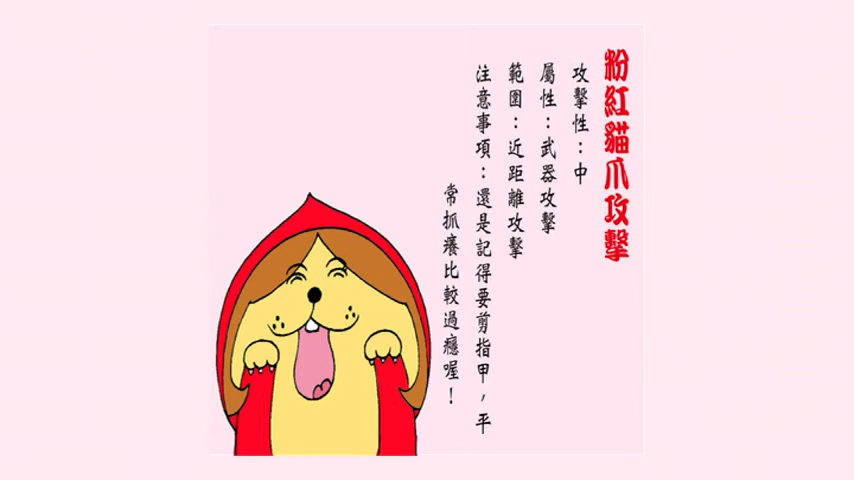 粉紅貓爪攻擊
攻擊性：中
屬性：武器攻擊
範圍：近距離攻擊
注意事項：還是記得要剪指甲，平
常抓癢比較過癮喔！